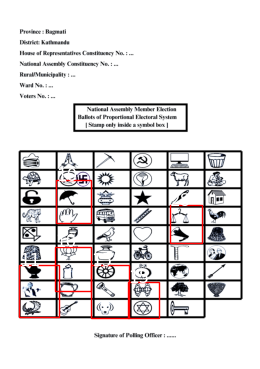 Province : Bagmati
District: Kathmandu
House of Representatives Constituency No. : ...
National Assembly Constituency No. : ...
Rural/Municipality : ...
Ward No. : ...
Voters No. : ...
National Assembly Member Election
Ballots of Proportional Electoral System
[ Stamp only inside a symbol box ]
Signature of Polling Officer : ......